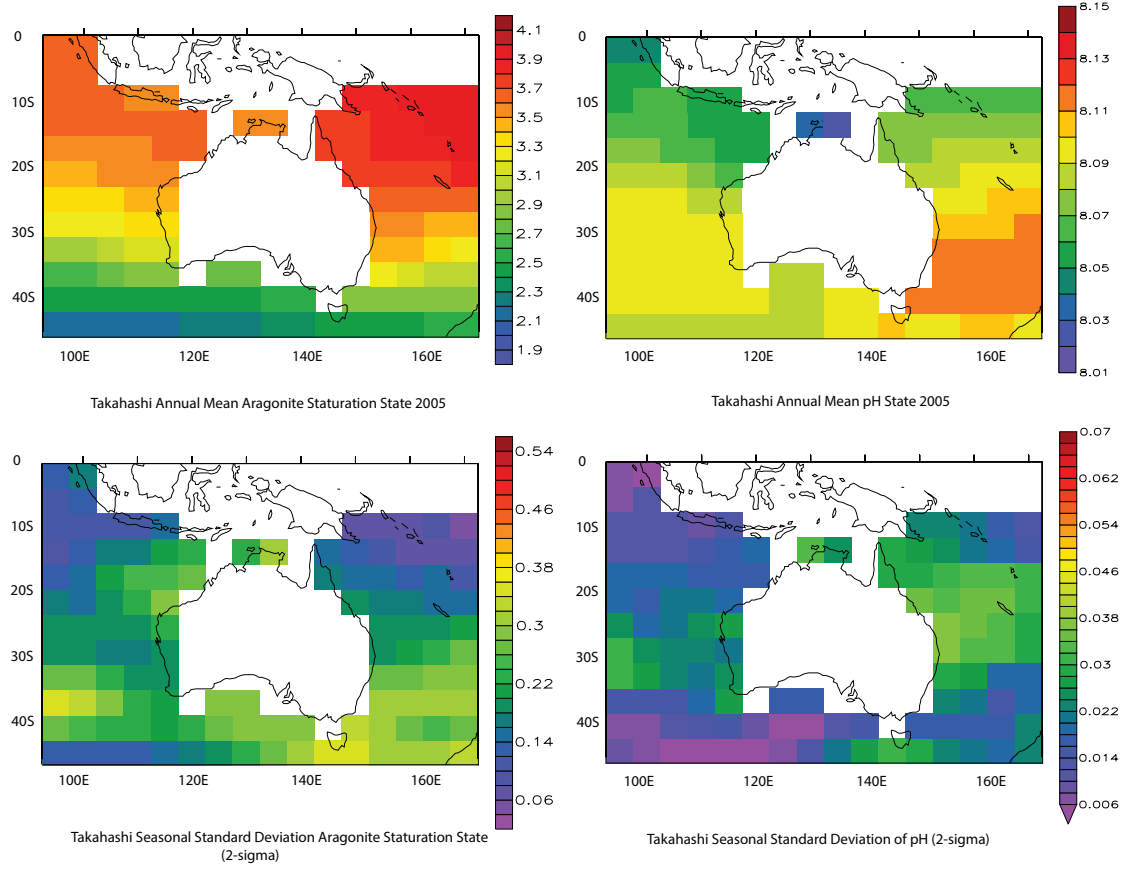 0
10S
20S
30S
40S
100E
120E
140E
160E
4.1
3.7
3.5
3.1
2.9
2.7
2.5
2.3
2.1
1.9
Takahashi Annual Mean Aragonite Staturation State 2005
0
10S
20S
30S
40S
100E
120E
140E
160E
8.15
8.13
8.11
8.09
8.07
8.05
8.03
8.01
Takahashi Annual Mean pH State 2005
0
10S
20S
30S
40S
100E
120E
140E
160E
0.54
0.46
0.38
0.3
0.22
0.14
0.06
Takahashi Seasonal Standard Deviation Aragonite Staturation State
(2-sigma)
0
10S
20S
30S
40S
100E
120E
140E
160E
0.07
0.062
0.054
0.046
0.038
0.03
0.022
0.014
0.006
Takahashi Seasonal Standard Deviation of pH (2-sigma)